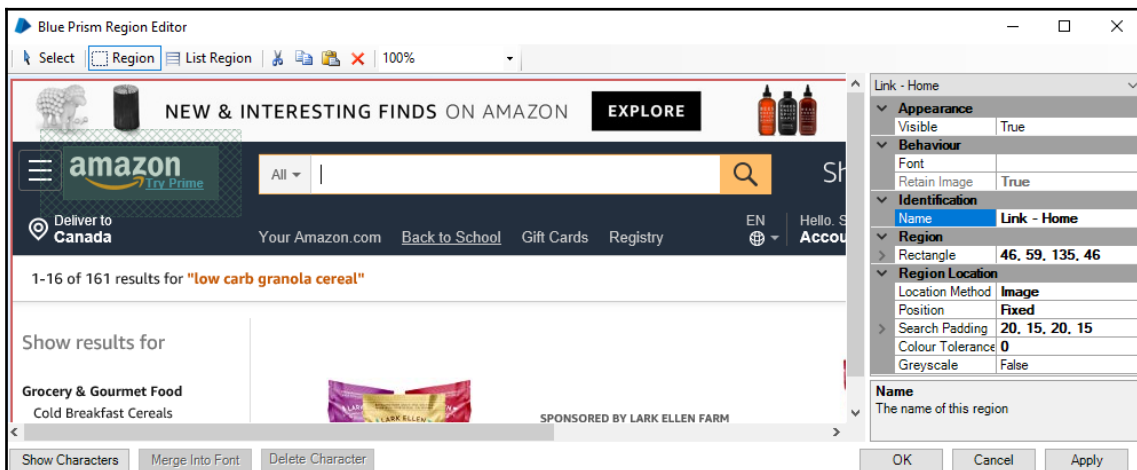 Blue Prism Region Editor
Select Region List Region 100%
NEW & INTERESTING FINDS ON AMAZON EXPLORE
amazon
Try Prime
All
Sh
Deliver to
Canada
Your Amazon.com Back to School Gift Cards Registry
EN
Hello. S
Accou
1-16 of 161 results for "low carb granola cereal"
Show results for
Grocery & Gourmet Food
Cold Breakfast Cereals
LARK ELLEN
SPONSORED BY LARK ELLEN FARM
Link - Home
Appearance
Visible True
Behaviour
Font
Retain Image True
Identification
Name Link - Home
Region
Rectangle 46, 59, 135, 46
Region Location
Location Method Image
Position Fixed
Search Padding 20, 15, 20, 15
Colour Tolerance 0
Greyscale False
Name
The name of this region
Show Characters Merge Into Font Delete Character OK Cancel Apply